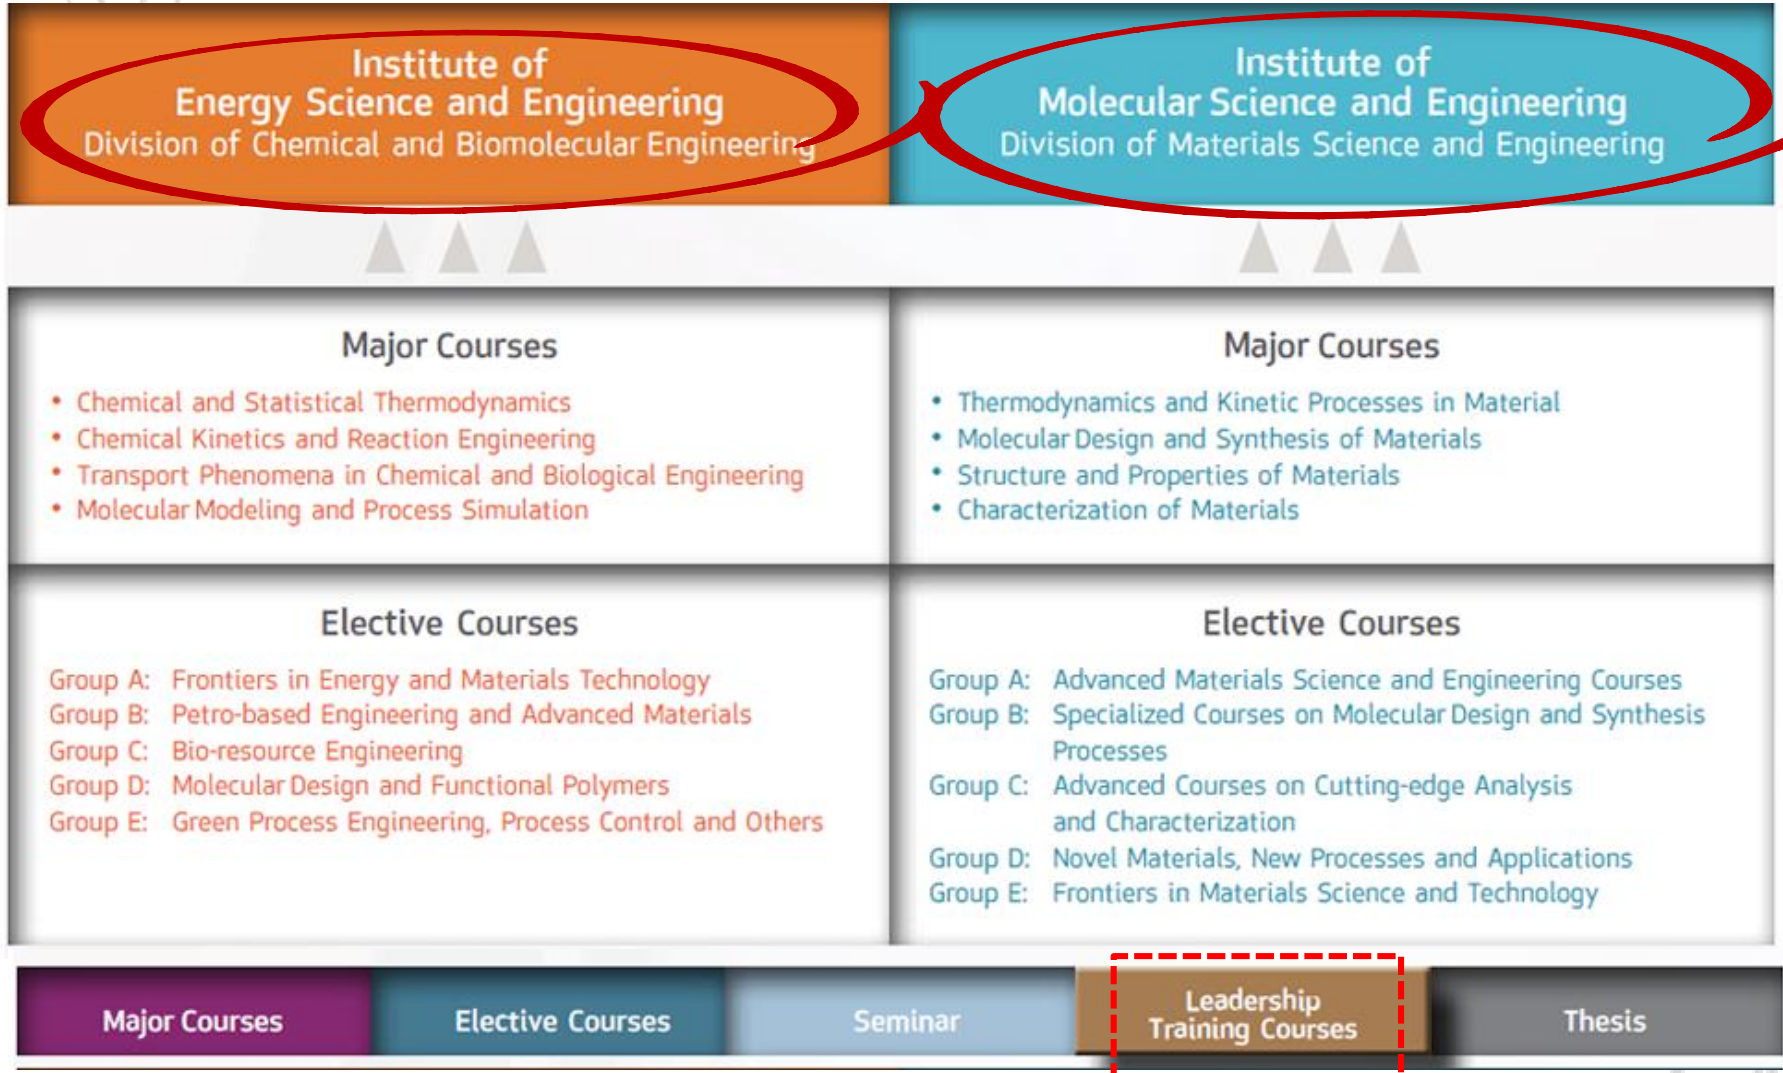 Institute of
Energy Science and Engineering
Division of Chemical and Biomolecular Engineering
Institute of
Molecular Science and Engineering
Division of Materials Science and Engineering
Major Courses
• Chemical and Statistical Thermodynamics
• Chemical Kinetics and Reaction Engineering
• Transport Phenomena in Chemical and Biological Engineering
• Molecular Modeling and Process Simulation
Major Courses
• Thermodynamics and Kinetic Processes in Material
• Molecular Design and Synthesis of Materials
• Structure and Properties of Materials
• Characterization of Materials
Elective Courses
Group A: Frontiers in Energy and Materials Technology
Group B: Petro-based Engineering and Advanced Materials
Group C: Bio-resource Engineering
Group D: Molecular Design and Functional Polymers
Group E: Green Process Engineering, Process Control and Others
Elective Courses
Group A: Advanced Materials Science and Engineering Courses
Group B: Specialized Courses on Molecular Design and Synthesis
Processes
Group C: Advanced Courses on Cutting-edge Analysis
and Characterization
Group D: Novel Materials, New Processes and Applications
Group E: Frontiers in Materials Science and Technology
Major Courses
Elective Courses
Seminar
Leadership
Training Courses
Thesis